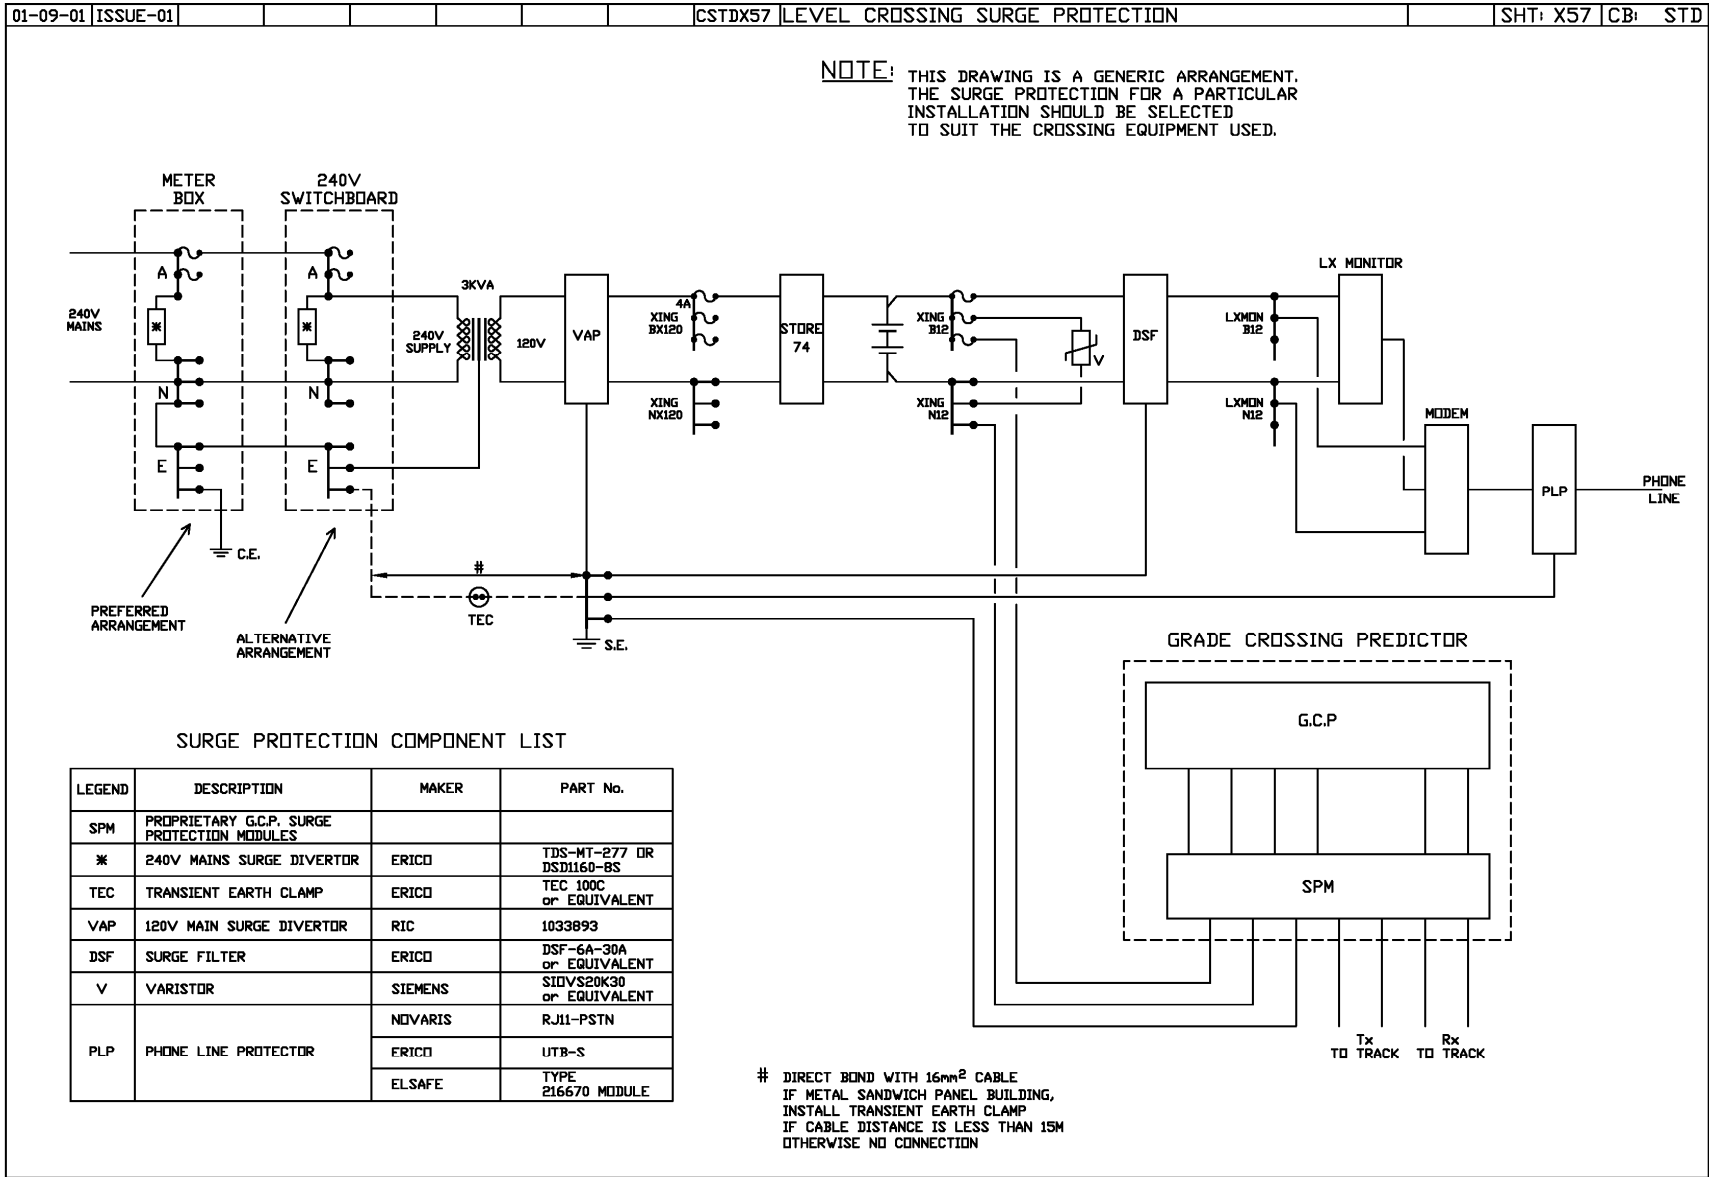 01-09-01 ISSUE-01 CSTDX57 LEVEL CROSSING SURGE PROTECTION SHT: X57 CB: STD
NOTE: THIS DRAWING IS A GENERIC ARRANGEMENT.
THE SURGE PROTECTION FOR A PARTICULAR
INSTALLATION SHOULD BE SELECTED
TO SUIT THE CROSSING EQUIPMENT USED.
METER
BOX
240V
SWITCHBOARD
A
A
240V
MAINS
*
*
N
N
E
E
C.E.
PREFERRED
ARRANGEMENT
ALTERNATIVE
ARRANGEMENT
3KVA
240V
SUPPLY
120V
VAP
4A
XING
BX120
XING
NX120
STORE
74
XING
B12
XING
N12
V
DSF
LXMON
B12
LXMON
N12
LX MONITOR
MODEM
PLP
PHONE
LINE
#
TEC
S.E.
GRADE CROSSING PREDICTOR
G.C.P
SPM
Tx
TO TRACK
Rx
TO TRACK
SURGE PROTECTION COMPONENT LIST
LEGEND DESCRIPTION MAKER PART No.
SPM PROPRIETARY G.C.P. SURGE
PROTECTION MODULES
* 240V MAINS SURGE DIVERTOR ERICO TDS-MT-277 OR
DSD1160-8S
TEC TRANSIENT EARTH CLAMP ERICO TEC 100C
or EQUIVALENT
VAP 120V MAIN SURGE DIVERTOR RIC 1033893
DSF SURGE FILTER ERICO DSF-6A-30A
or EQUIVALENT
V VARISTOR SIEMENS SIOVS20K30
or EQUIVALENT
PLP PHONE LINE PROTECTOR NOVARIS RJ11-PSTN
ERICO UTB-S
ELSAFE TYPE
216670 MODULE
# DIRECT BOND WITH 16mm² CABLE
IF METAL SANDWICH PANEL BUILDING,
INSTALL TRANSIENT EARTH CLAMP
IF CABLE DISTANCE IS LESS THAN 15M
OTHERWISE NO CONNECTION